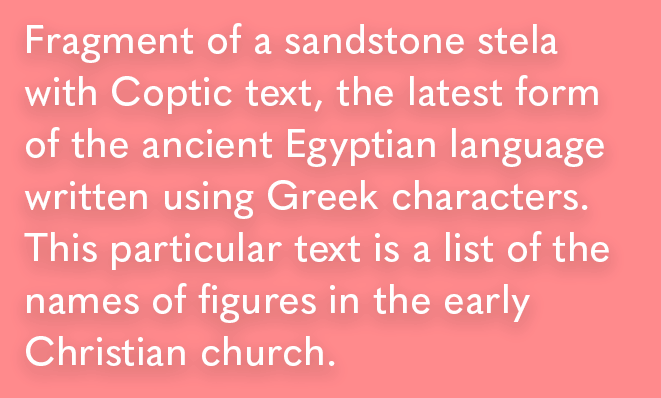 Fragment of a sandstone stela
with Coptic text, the latest form
of the ancient Egyptian language
written using Greek characters.
This particular text is a list of the
names of figures in the early
Christian church.